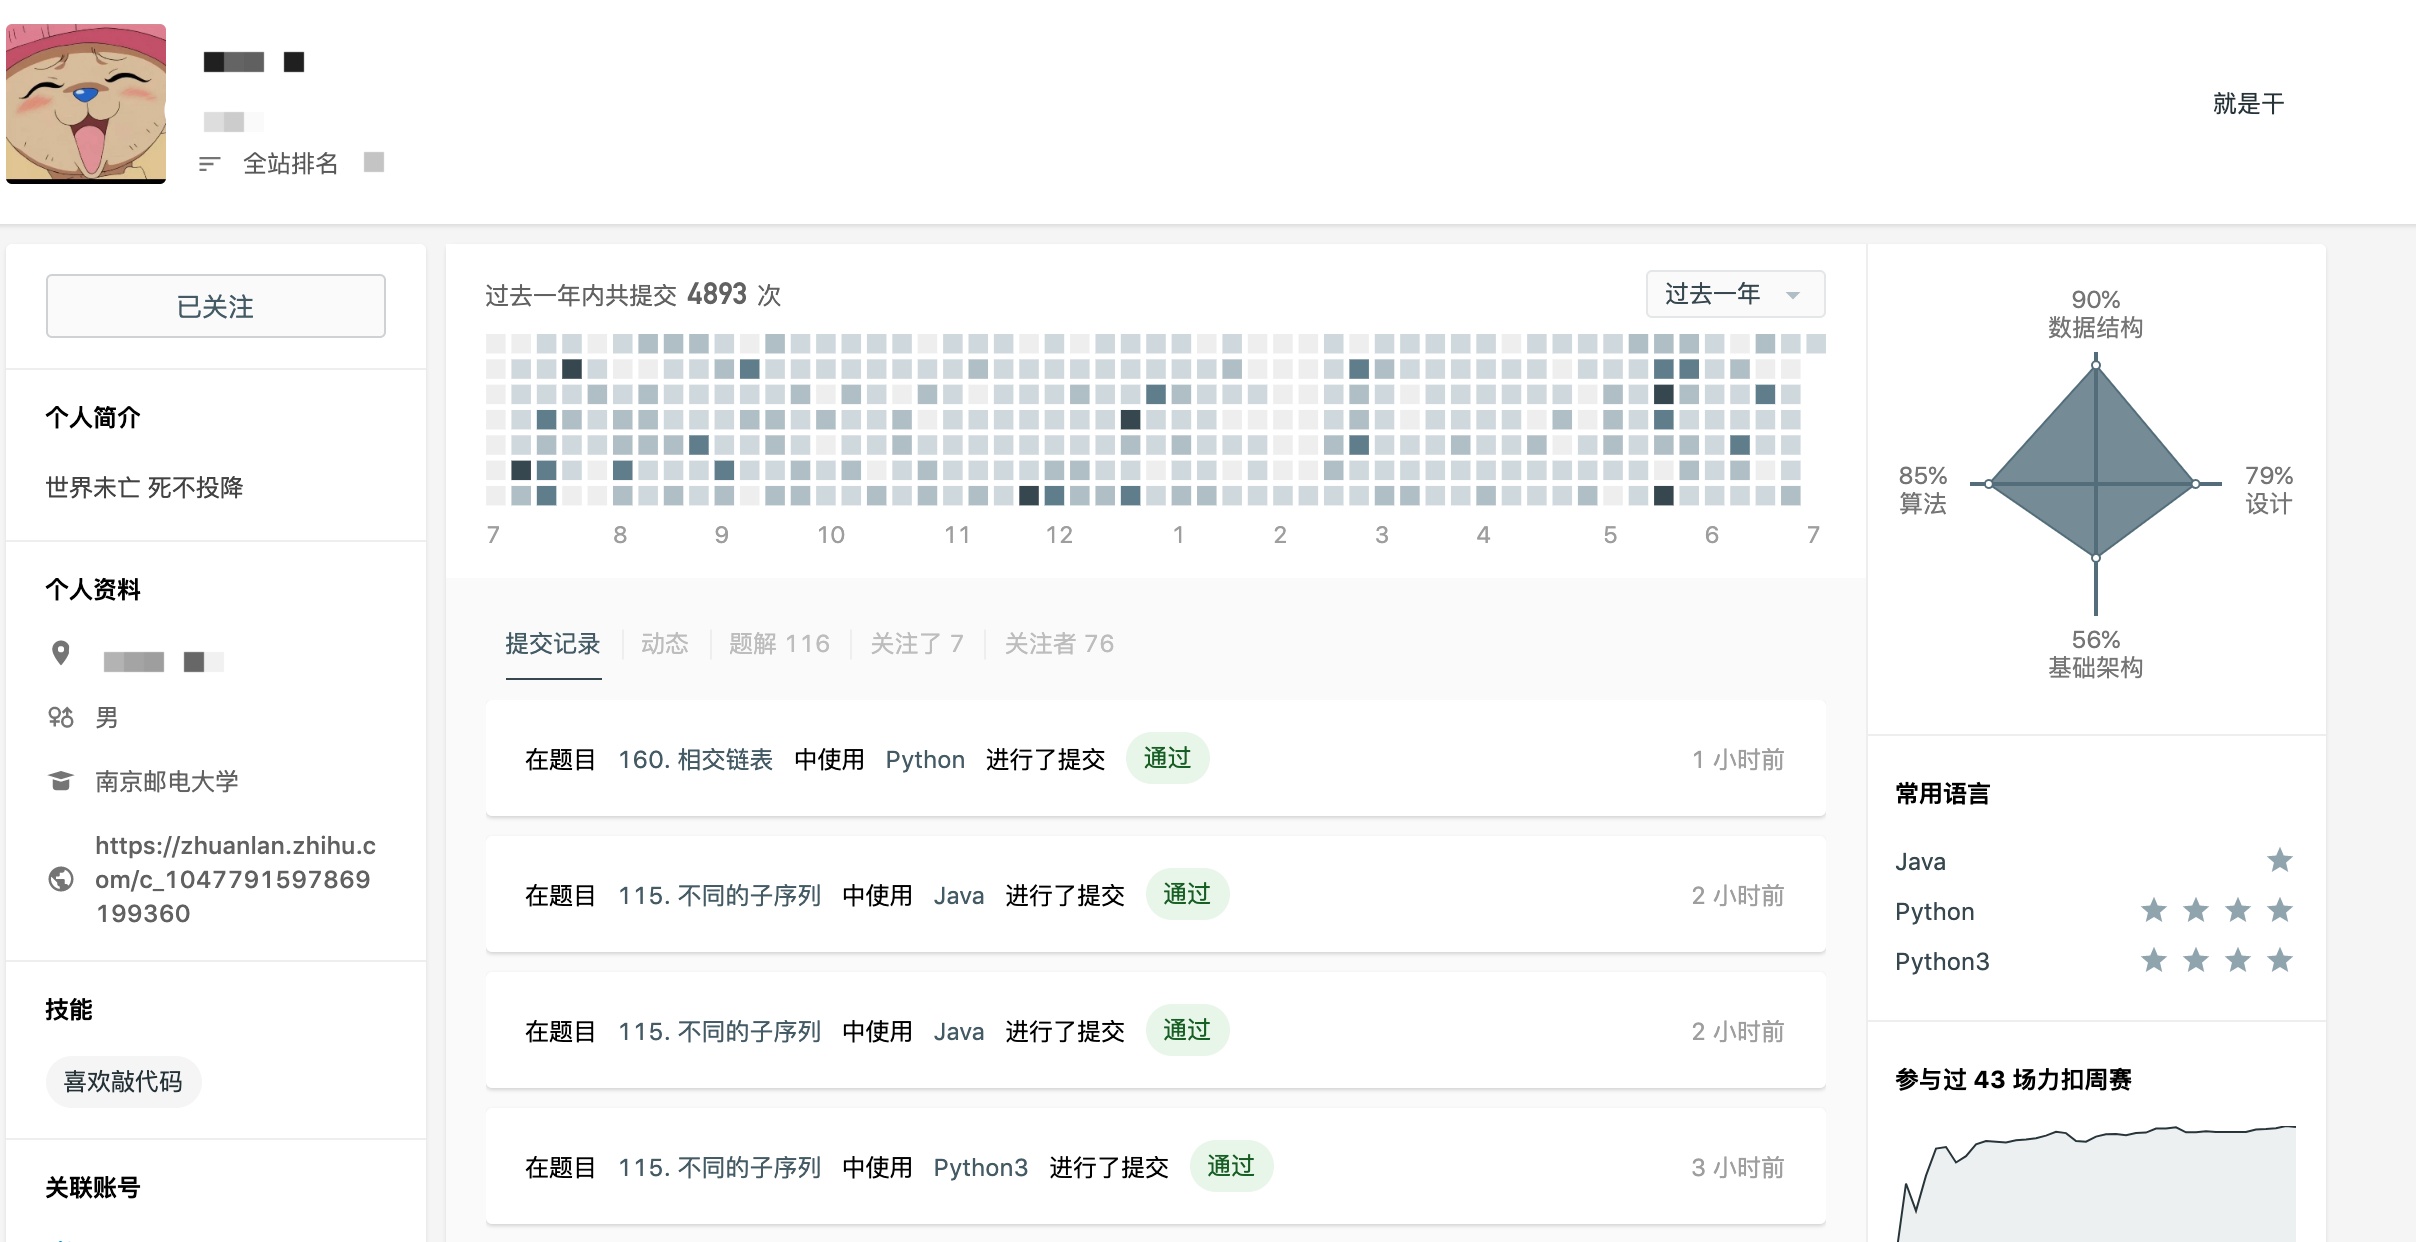 就是干
全站排名
已关注
个人简介
世界未亡 死不投降
个人资料
男
南京邮电大学
https://zhuanlan.zhihu.c
om/c_1047791597869
199360
技能
喜欢敲代码
关联账号
过去一年内共提交 4893 次
过去一年
7 8 9 10 11 12 1 2 3 4 5 6 7
提交记录 动态 题解 116 关注了 7 关注者 76
在题目 160. 相交链表 中使用 Python 进行了提交 通过 1 小时前
在题目 115. 不同的子序列 中使用 Java 进行了提交 通过 2 小时前
在题目 115. 不同的子序列 中使用 Java 进行了提交 通过 2 小时前
在题目 115. 不同的子序列 中使用 Python3 进行了提交 通过 3 小时前
90%
数据结构
85%
算法
79%
设计
56%
基础架构
常用语言
Java
Python
Python3
参与过 43 场力扣周赛